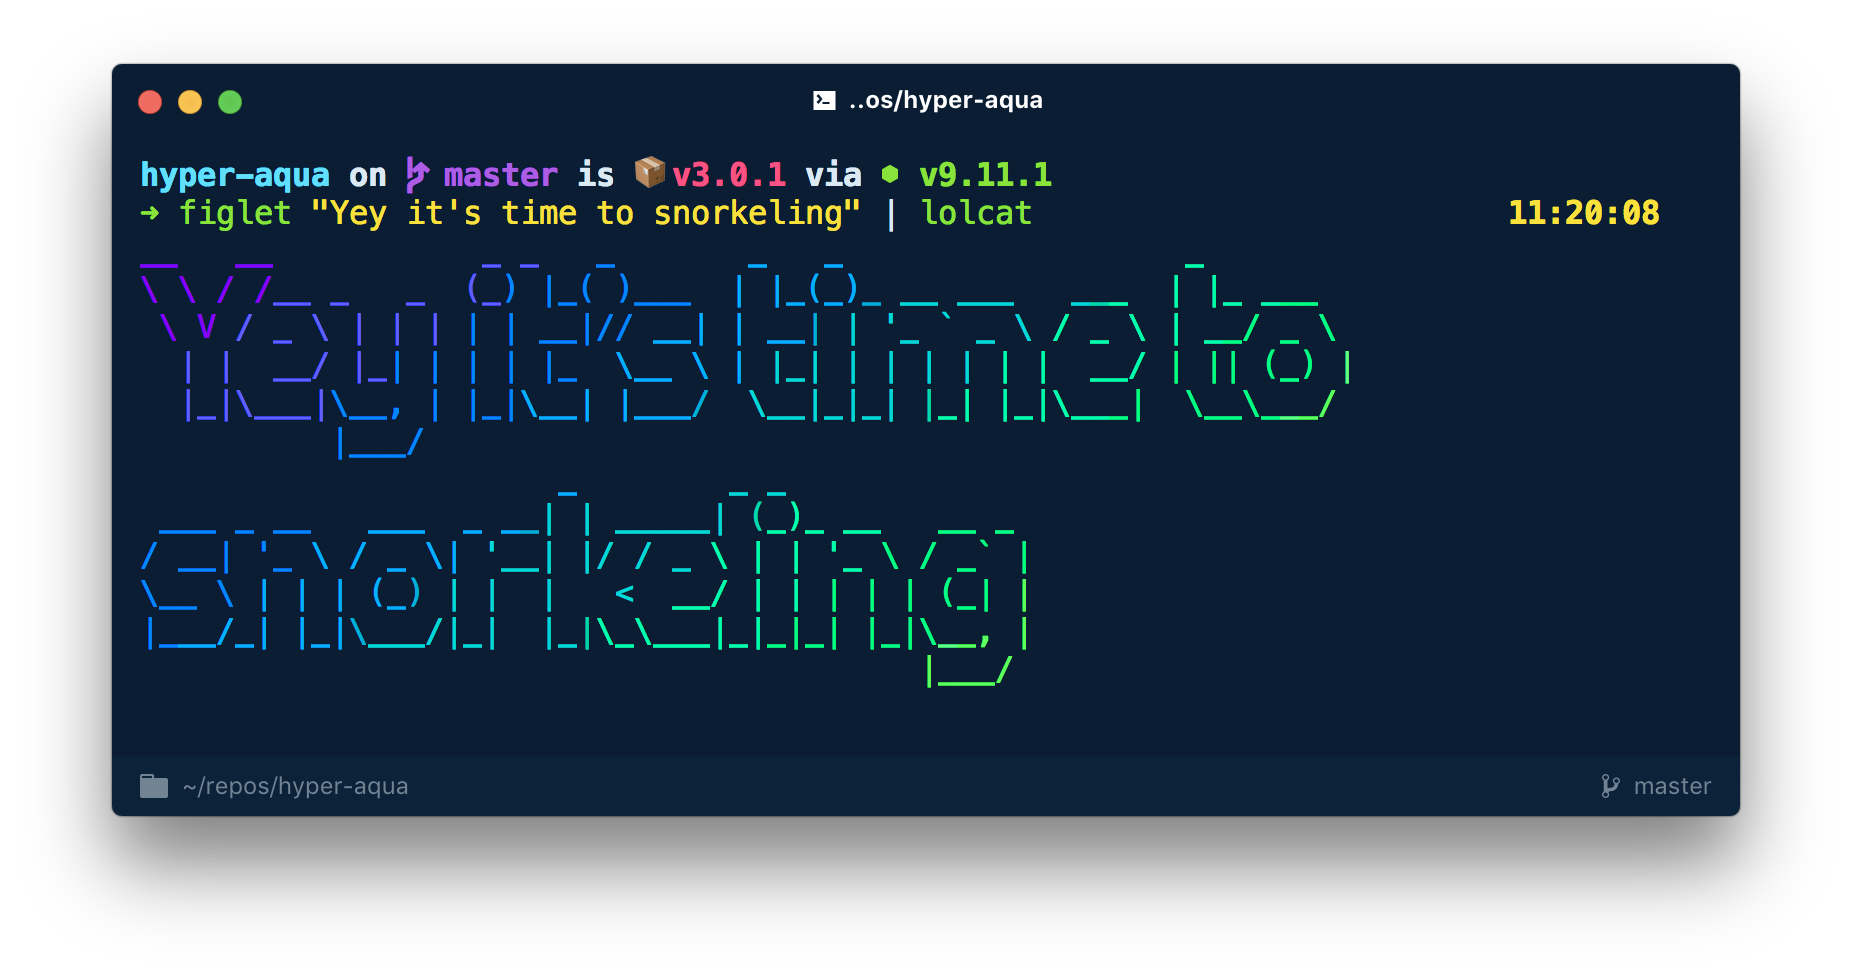 ..os/hyper-aqua
hyper-aqua on master is 📦v3.0.1 via ⬢ v9.11.1
➜ figlet "Yey it's time to snorkeling" | lolcat 11:20:08
Yey it's time to
snorkeling
~/repos/hyper-aqua master